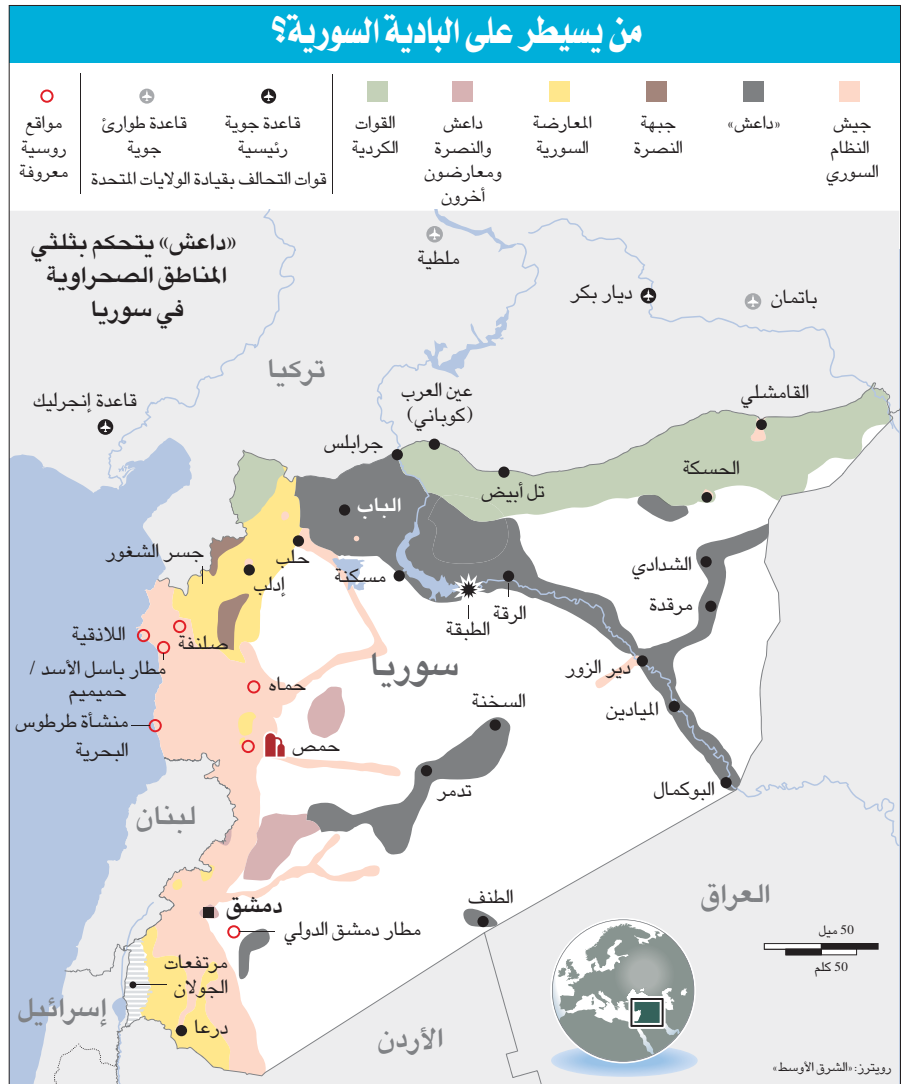 من يسيطر على البادية السورية؟
جيش
النظام
السوري
«داعش»
جبهة
النصرة
المعارضة
السورية
داعش
والنصرة
ومعارضون
أخرون
القوات
الكردية
قاعدة جوية
رئيسية
قاعدة طوارئ
جوية
قوات التحالف بقيادة الولايات المتحدة
مواقع
روسية
معروفة
«داعش» يتحكم بثلثي
المناطق الصحراوية
في سوريا
ملطية
ديار بكر
باتمان
تركيا
قاعدة إنجرليك
عين العرب
(كوباني)
القامشلي
جرابلس
الحسكة
تل أبيض
الباب
جسر الشغور
حلب
إدلب
مسكنة
الطبقة
الرقة
الشدادي
مرقدة
اللاذقية
صلنفة
سوريا
دير الزور
مطار باسل الأسد /
حميميم
حماه
السخنة
الميادين
منشأة طرطوس
البحرية
حمص
تدمر
البوكمال
لبنان
العراق
دمشق
الطنف
مطار دمشق الدولي
50 ميل
50 كلم
مرتفعات
الجولان
إسرائيل
درعا
الأردن
رويترز: «الشرق الأوسط»